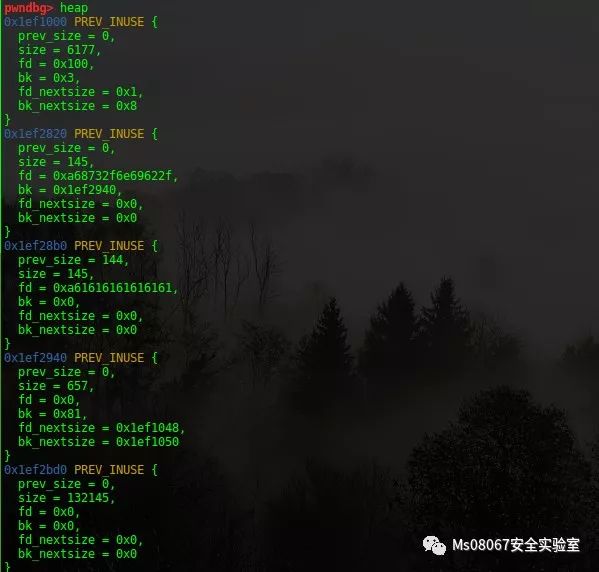 pwndbg> heap
0x1ef1000 PREV_INUSE {
  prev_size = 0,
  size = 6177,
  fd = 0x100,
  bk = 0x3,
  fd_nextsize = 0x1,
  bk_nextsize = 0x8
}
0x1ef2820 PREV_INUSE {
  prev_size = 0,
  size = 145,
  fd = 0xa68732f6e69622f,
  bk = 0x1ef2940,
  fd_nextsize = 0x0,
  bk_nextsize = 0x0
}
0x1ef28b0 PREV_INUSE {
  prev_size = 144,
  size = 145,
  fd = 0xa61616161616161,
  bk = 0x0,
  fd_nextsize = 0x0,
  bk_nextsize = 0x0
}
0x1ef2940 PREV_INUSE {
  prev_size = 0,
  size = 657,
  fd = 0x0,
  bk = 0x81,
  fd_nextsize = 0x1ef1048,
  bk_nextsize = 0x1ef1050
}
0x1ef2bd0 PREV_INUSE {
  prev_size = 0,
  size = 132145,
  fd = 0x0,
  bk = 0x0,
  fd_nextsize = 0x0,
  bk_nextsize = 0x0
}
Ms08067安全实验室